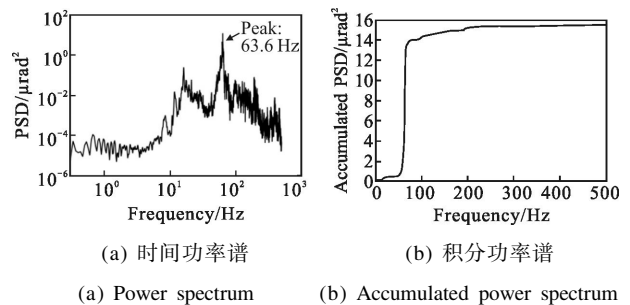 Peak:
63.6 Hz
PSD/μrad²
10²
10⁰
10⁻²
10⁻⁴
10⁻⁶
10⁰ 10¹ 10² 10³
Frequency/Hz
(a) 时间功率谱
(a) Power spectrum
Accumulated PSD/μrad²
16
14
12
10
8
6
4
2
0
0 100 200 300 400 500
Frequency/Hz
(b) 积分功率谱
(b) Accumulated power spectrum